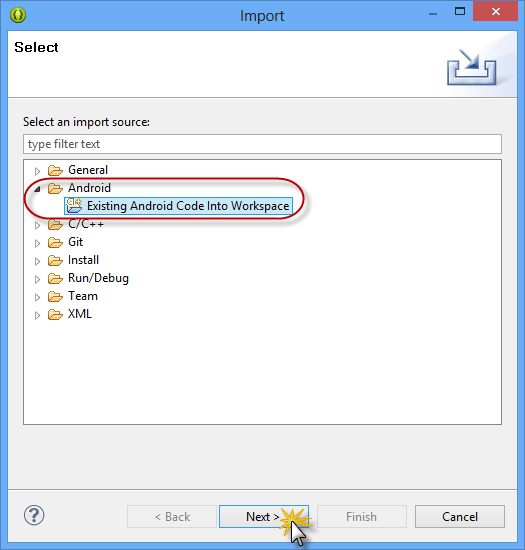 Import
Select
Select an import source:
type filter text
General
Android
Existing Android Code Into Workspace
C/C++
Git
Install
Run/Debug
Team
XML
? < Back Next > Finish Cancel